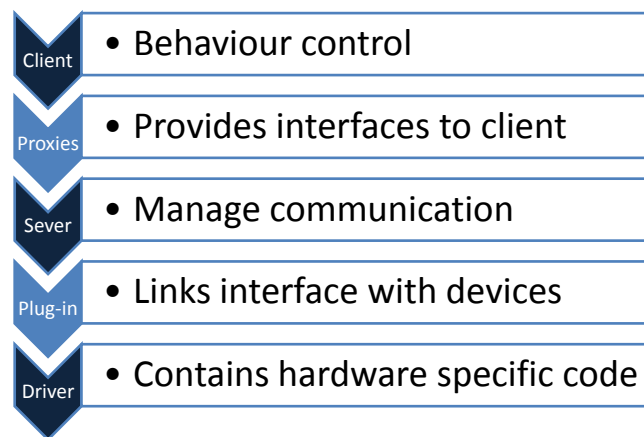 Client
• Behaviour control
Proxies
• Provides interfaces to client
Sever
• Manage communication
Plug-in
• Links interface with devices
Driver
• Contains hardware specific code